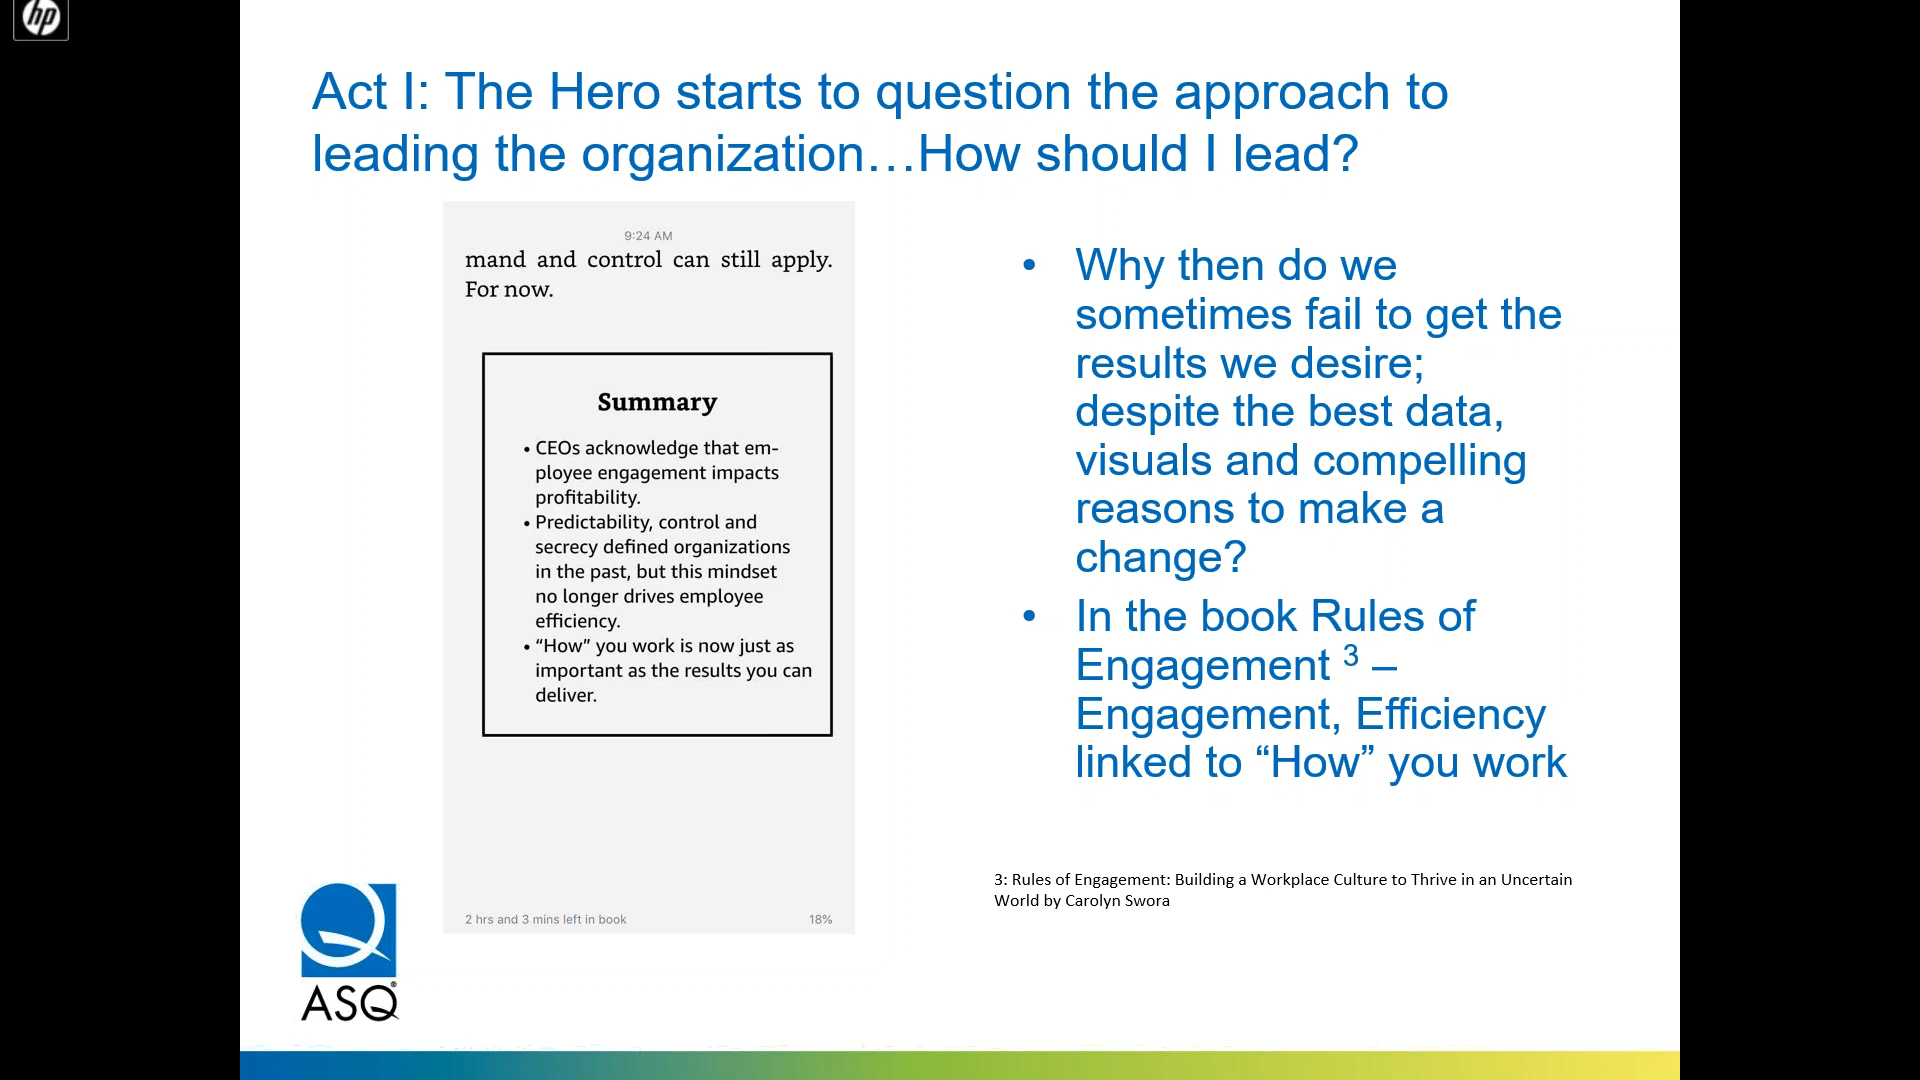 hp
Act I: The Hero starts to question the approach to
leading the organization…How should I lead?
9:24 AM
mand and control can still apply.
For now.
Summary
• CEOs acknowledge that em-
ployee engagement impacts
profitability.
• Predictability, control and
secrecy defined organizations
in the past, but this mindset
no longer drives employee
efficiency.
• “How” you work is now just as
important as the results you can
deliver.
2 hrs and 3 mins left in book 18%
• Why then do we
sometimes fail to get the
results we desire;
despite the best data,
visuals and compelling
reasons to make a
change?
• In the book Rules of
Engagement ³ –
Engagement, Efficiency
linked to “How” you work
3: Rules of Engagement: Building a Workplace Culture to Thrive in an Uncertain
World by Carolyn Swora
ASQ®